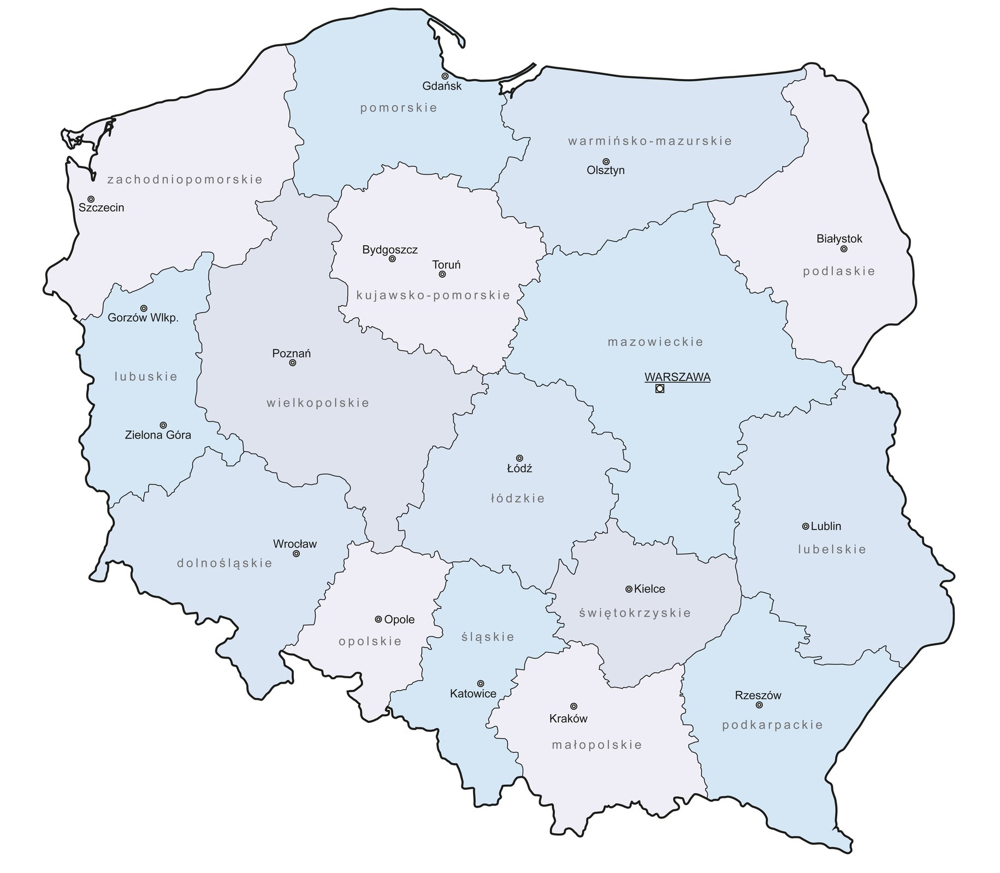 Gdańsk
pomorskie
warmińsko-mazurskie
Olsztyn
zachodniopomorskie
Szczecin
Białystok
podlaskie
Bydgoszcz
Toruń
kujawsko-pomorskie
Gorzów Wlkp.
lubuskie
Zielona Góra
Poznań
wielkopolskie
mazowieckie
WARSZAWA
Łódź
łódzkie
Lublin
lubelskie
Wrocław
dolnośląskie
Opole
opolskie
śląskie
Katowice
Kielce
świętokrzyskie
Kraków
małopolskie
Rzeszów
podkarpackie